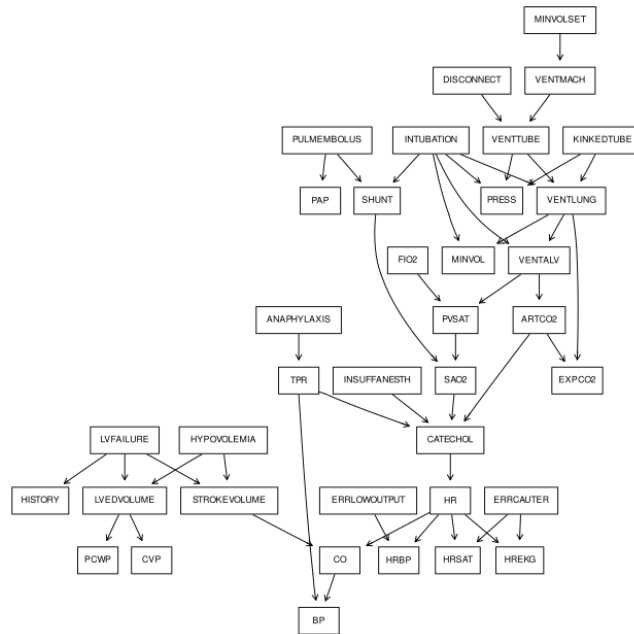 MINVOLSET
DISCONNECT VENTMACH
PULMEMBOLUS INTUBATION VENTTUBE KINKEDTUBE
PAP SHUNT PRESS VENTLUNG
FIO2 MINVOL VENTALV
ANAPHYLAXIS PVSAT ARTCO2
TPR INSUFFANESTH SAO2 EXPCO2
LVFAILURE HYPOVOLEMIA CATECHOL
HISTORY LVEDVOLUME STROKEVOLUME ERRLOWOUTPUT HR ERRCAUTER
PCWP CVP CO HRBP HRSAT HREKG
BP